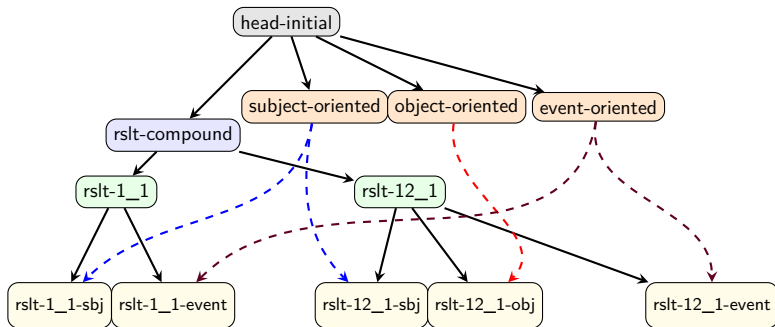 head-initial
subject-oriented
object-oriented
event-oriented
rslt-compound
rslt-1_1
rslt-12_1
rslt-1_1-sbj
rslt-1_1-event
rslt-12_1-sbj
rslt-12_1-obj
rslt-12_1-event